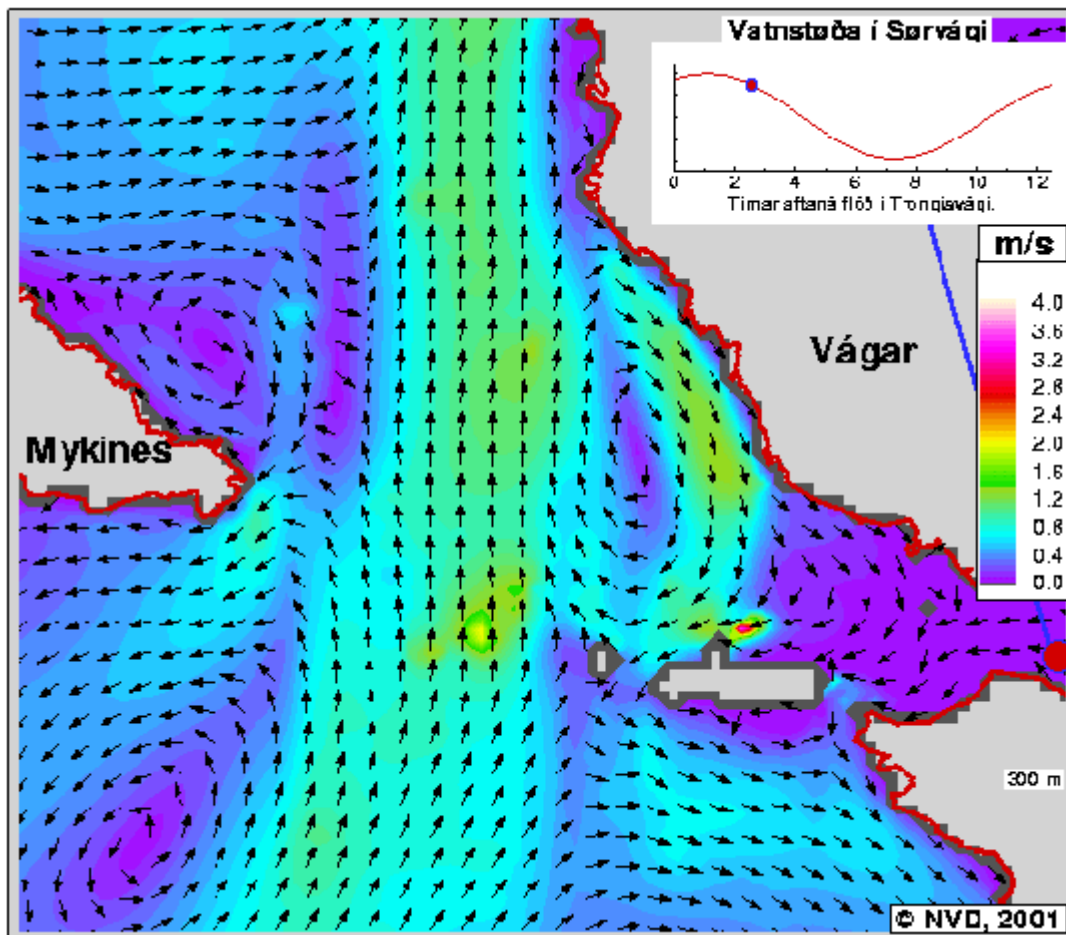 Vatnstøða í Sørvági
0 2 4 6 8 10 12
Tímar aftaná flóð í Trongisvági.
m/s
4.0
3.6
3.2
2.8
2.4
2.0
1.6
1.2
0.8
0.4
0.0
Vágar
Mykines
300 m
© NVD, 2001